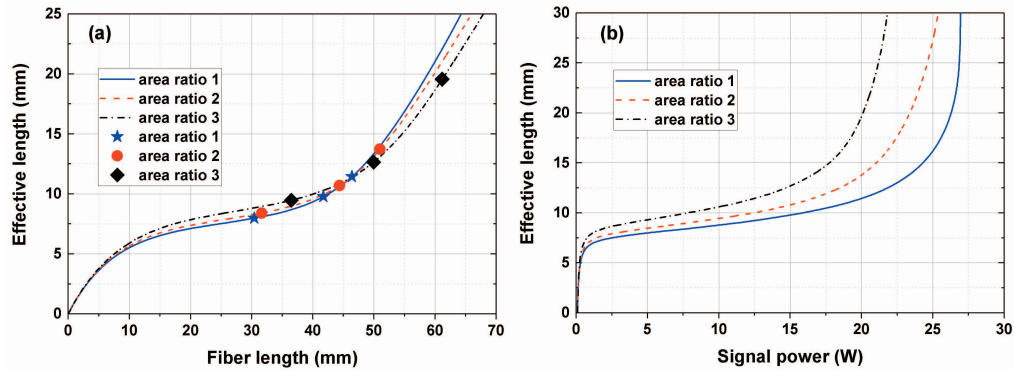 (a)
Effective length (mm)
25
20
15
10
5
0
area ratio 1
area ratio 2
area ratio 3
area ratio 1
area ratio 2
area ratio 3
0 10 20 30 40 50 60 70
Fiber length (mm)
(b)
Effective length (mm)
30
25
20
15
10
5
0
area ratio 1
area ratio 2
area ratio 3
0 5 10 15 20 25 30
Signal power (W)